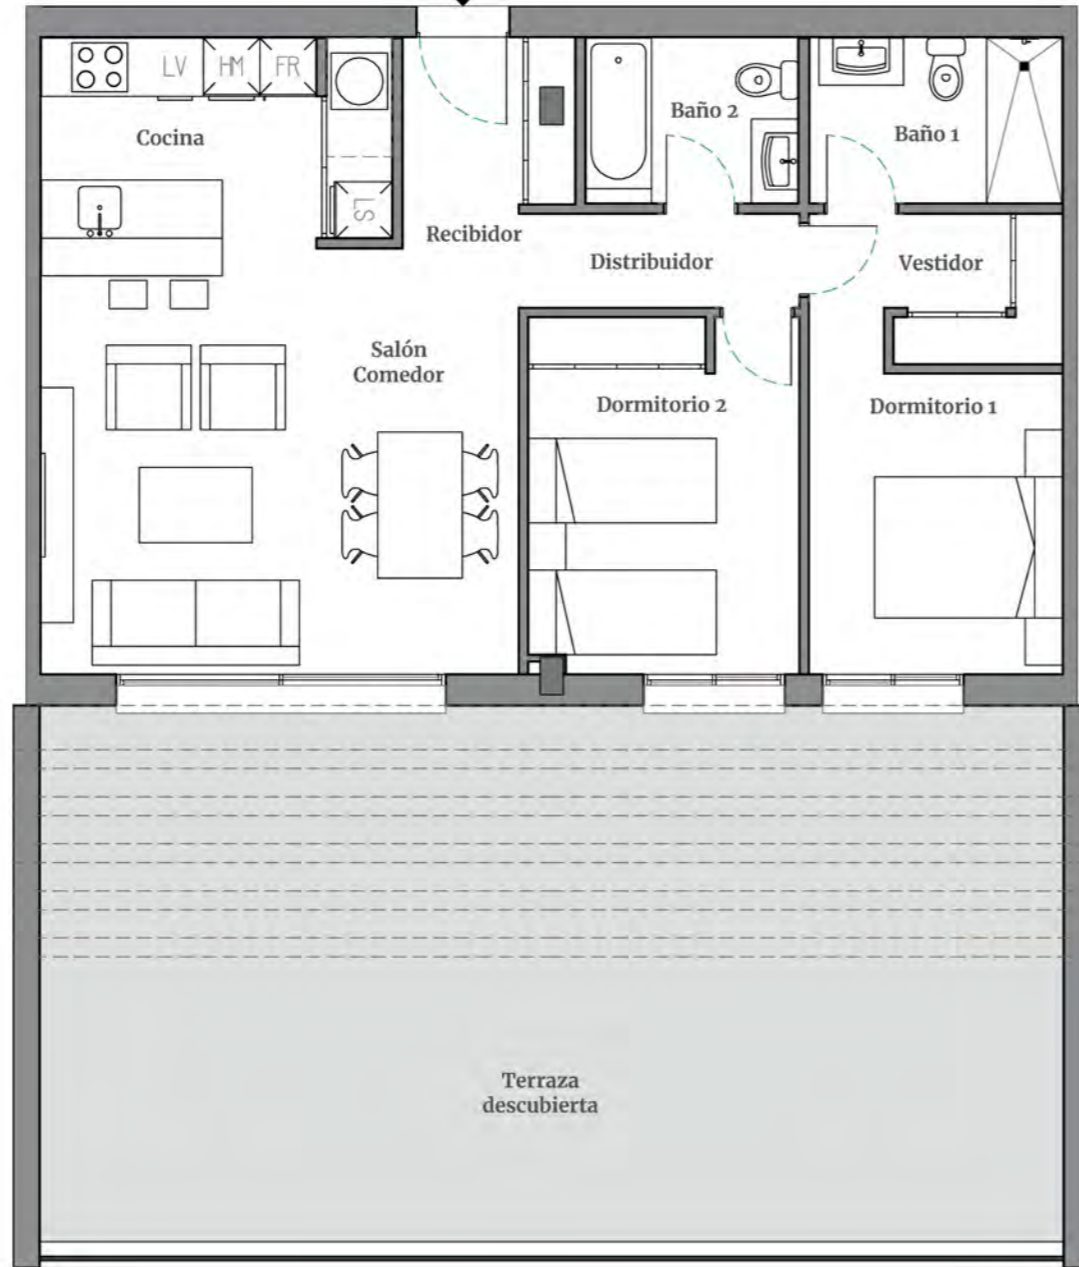 LV
HM
FR
Cocina
LS
Recibidor
Baño 2
Baño 1
Distribuidor
Vestidor
Salón
Comedor
Dormitorio 2
Dormitorio 1
Terraza
descubierta